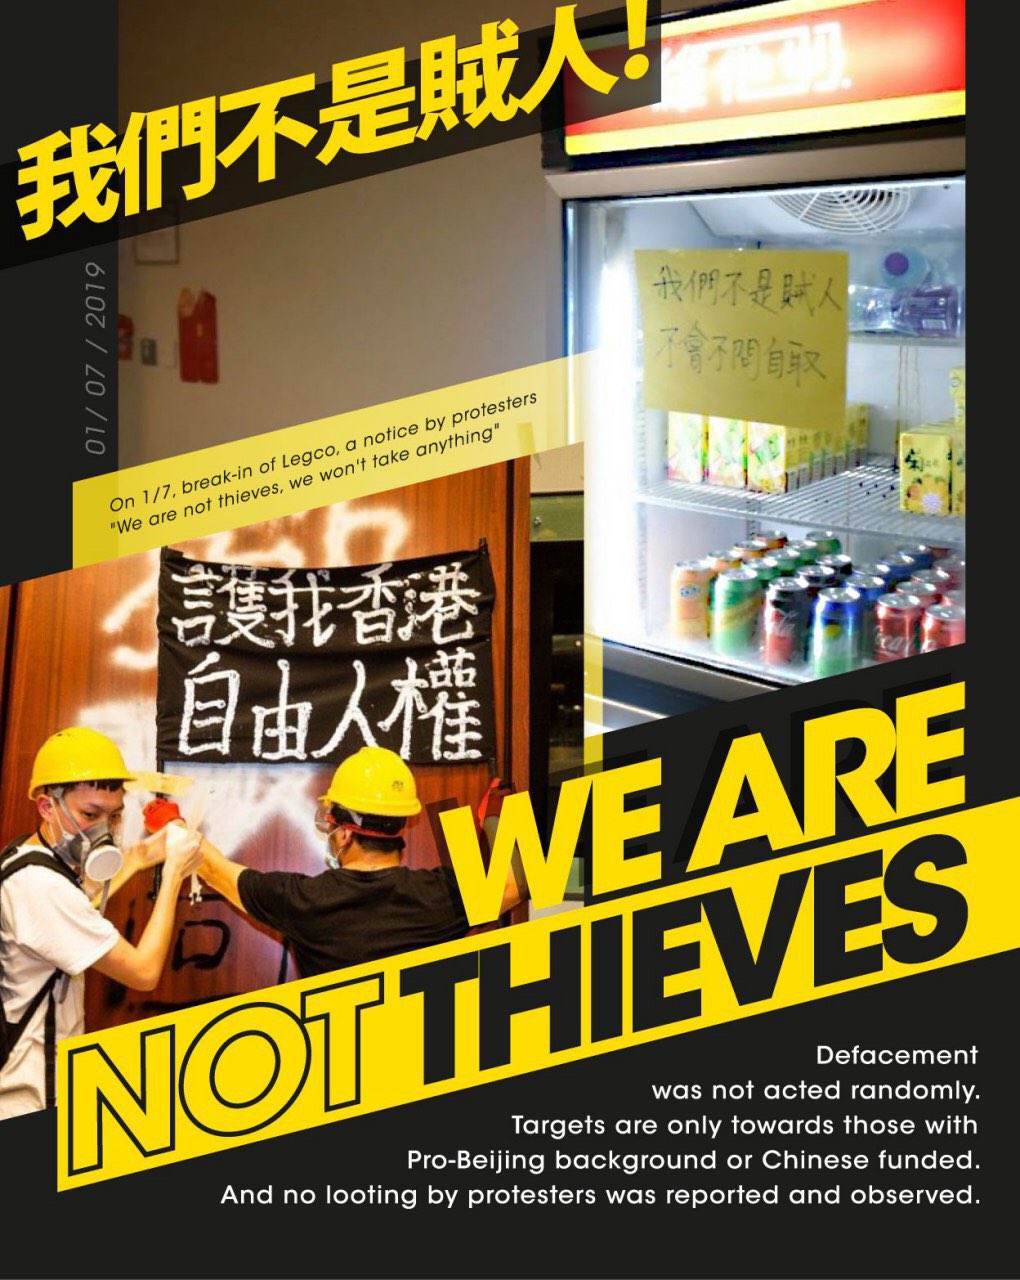 我們不是賊人!
維他奶
01/07/2019
我們不是賊人
不會不問自取
On 1/7, break-in of Legco, a notice by protesters
"We are not thieves, we won't take anything"
護我香港
自由人權
WE ARE
NOT THIEVES
Defacement
was not acted randomly.
Targets are only towards those with
Pro-Beijing background or Chinese funded.
And no looting by protesters was reported and observed.